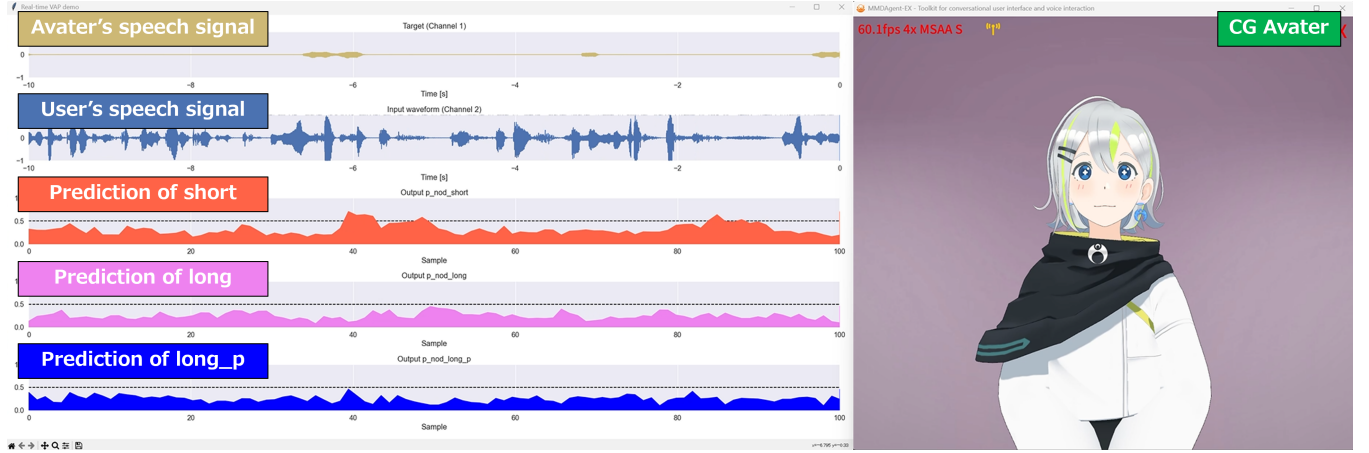 Real-time VAP demo
Avater's speech signal
Target (Channel 1)
0
−1
−10
−8
−6
−4
−2
0
Time [s]
User's speech signal
Input waveform (Channel 2)
0
−1
−10
−8
−6
−4
−2
0
Time [s]
Prediction of short
Output p_nod_short
0.5
0.0
0
20
40
60
80
100
Sample
Prediction of long
Output p_nod_long
0.5
0.0
0
20
40
60
80
100
Sample
Prediction of long_p
Output p_nod_long_p
0.5
0.0
0
20
40
60
80
100
Sample
MMDAgent-EX - Toolkit for conversational user interface and voice interaction
60.1fps 4x MSAA S
CG Avater